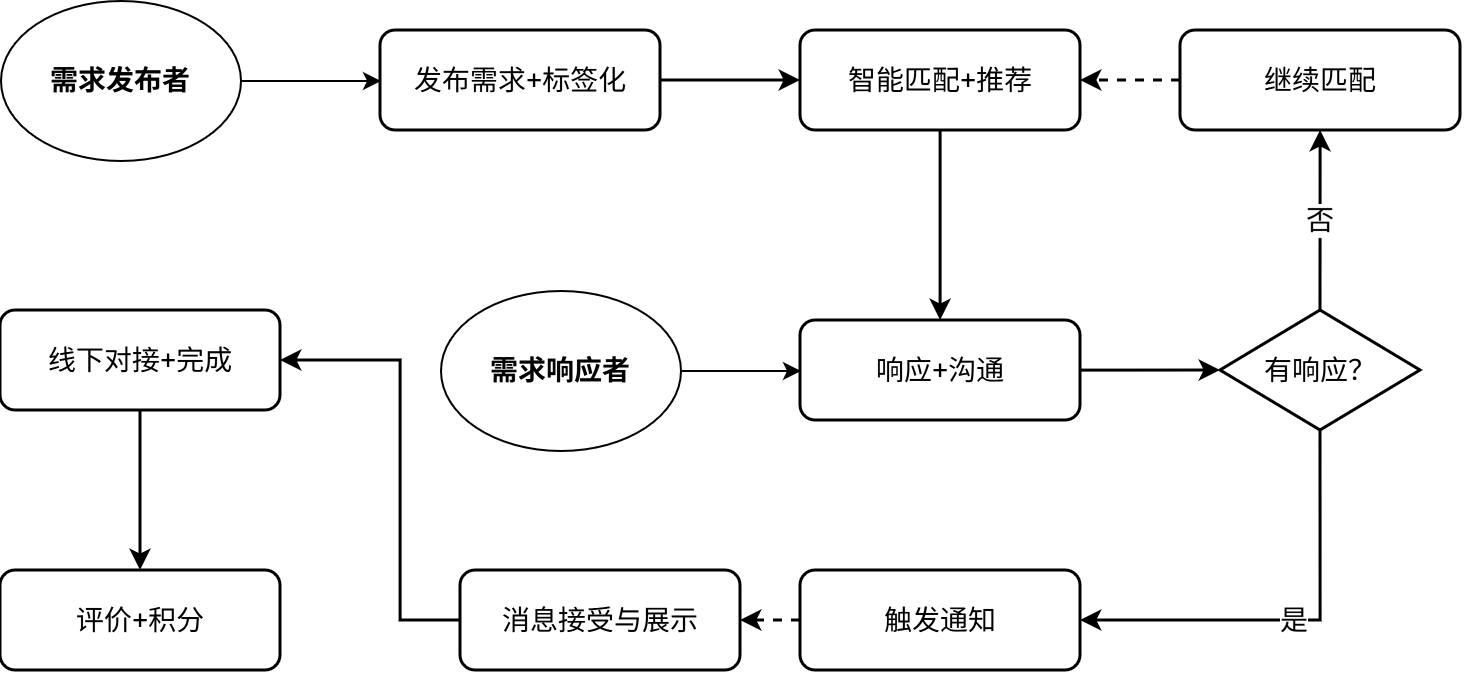 需求发布者
发布需求+标签化
智能匹配+推荐
继续匹配
否
线下对接+完成
需求响应者
响应+沟通
有响应？
评价+积分
消息接受与展示
触发通知
是